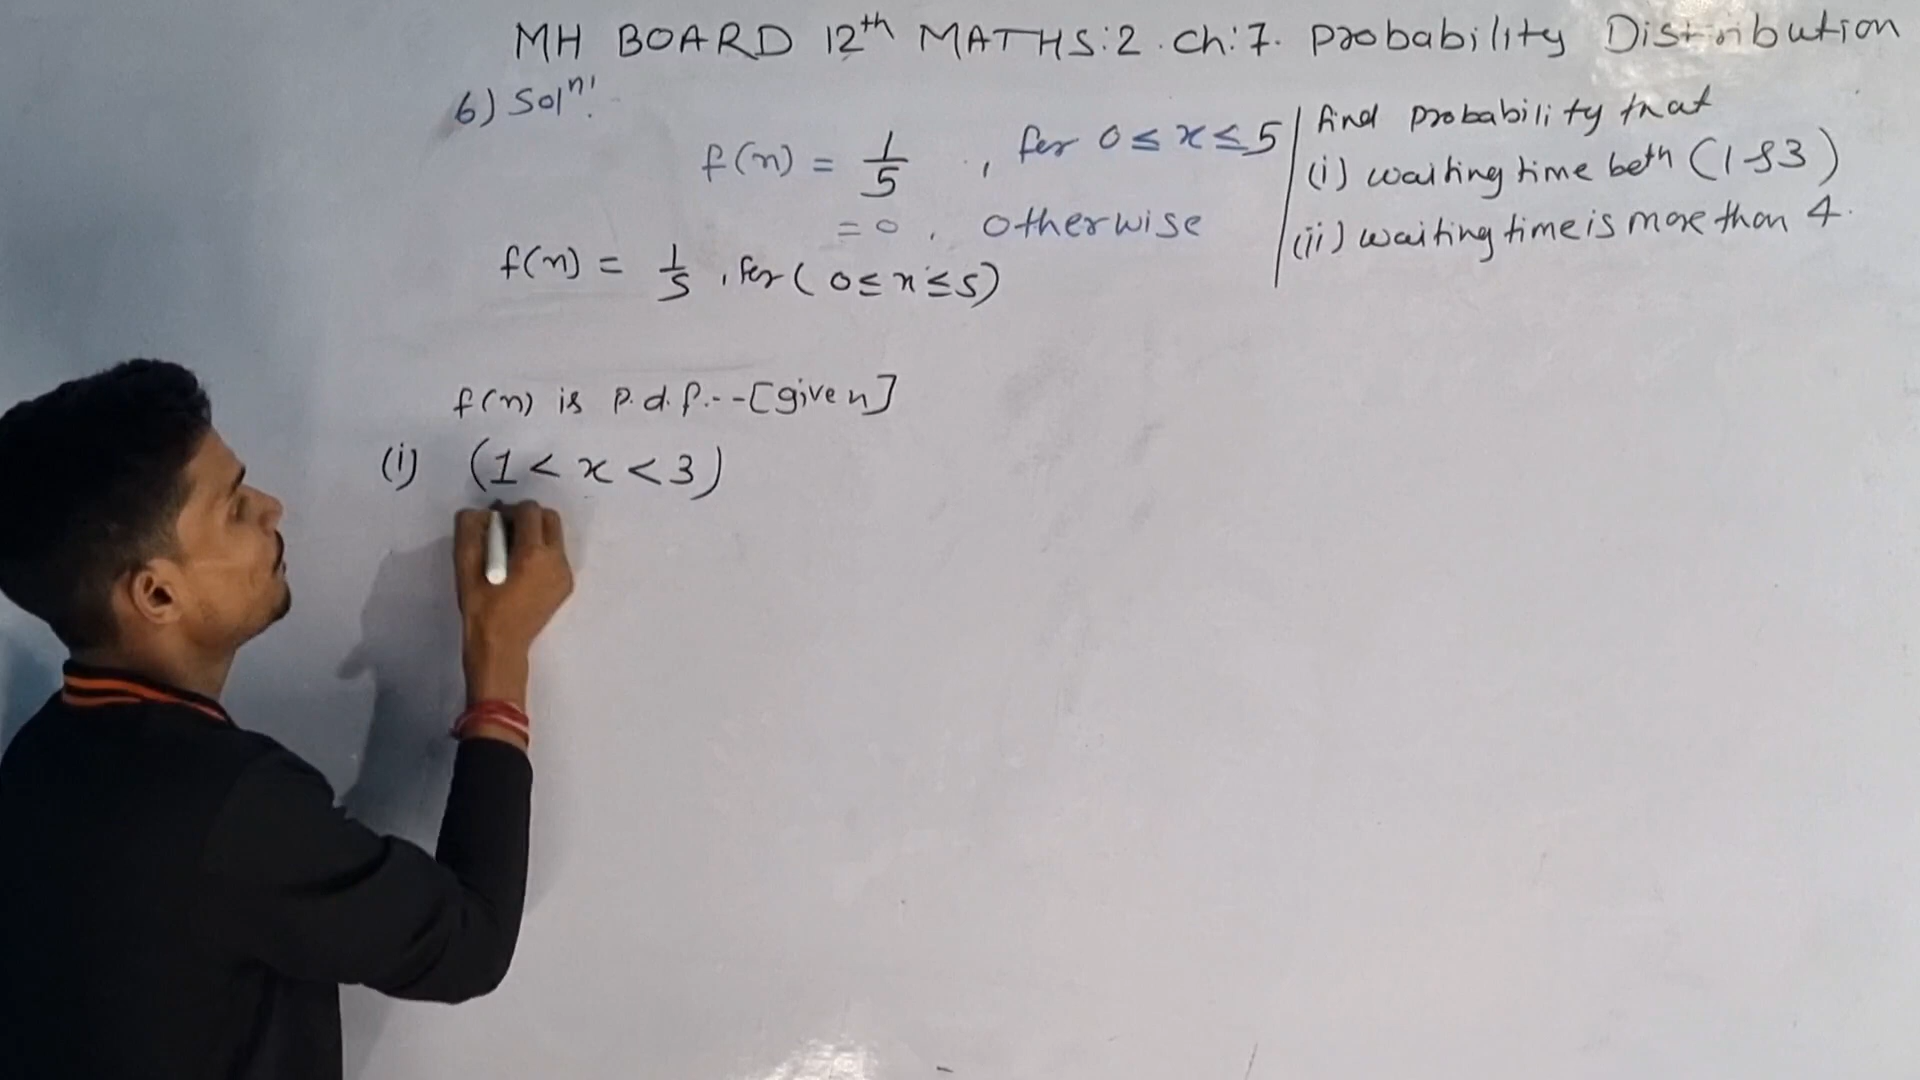 MH BOARD 12th MATHS:2. Ch:7. Probability Distribution
6) Solⁿ:
f(x) = 1/5 , for 0 ≤ x ≤ 5
= 0 , otherwise
find probability that
(i) waiting time betn (1 & 3)
(ii) waiting time is more than 4.
f(x) = 1/5 , for (0 ≤ x ≤ 5)
f(x) is p.d.f.--[given]
(i) (1 < x < 3)